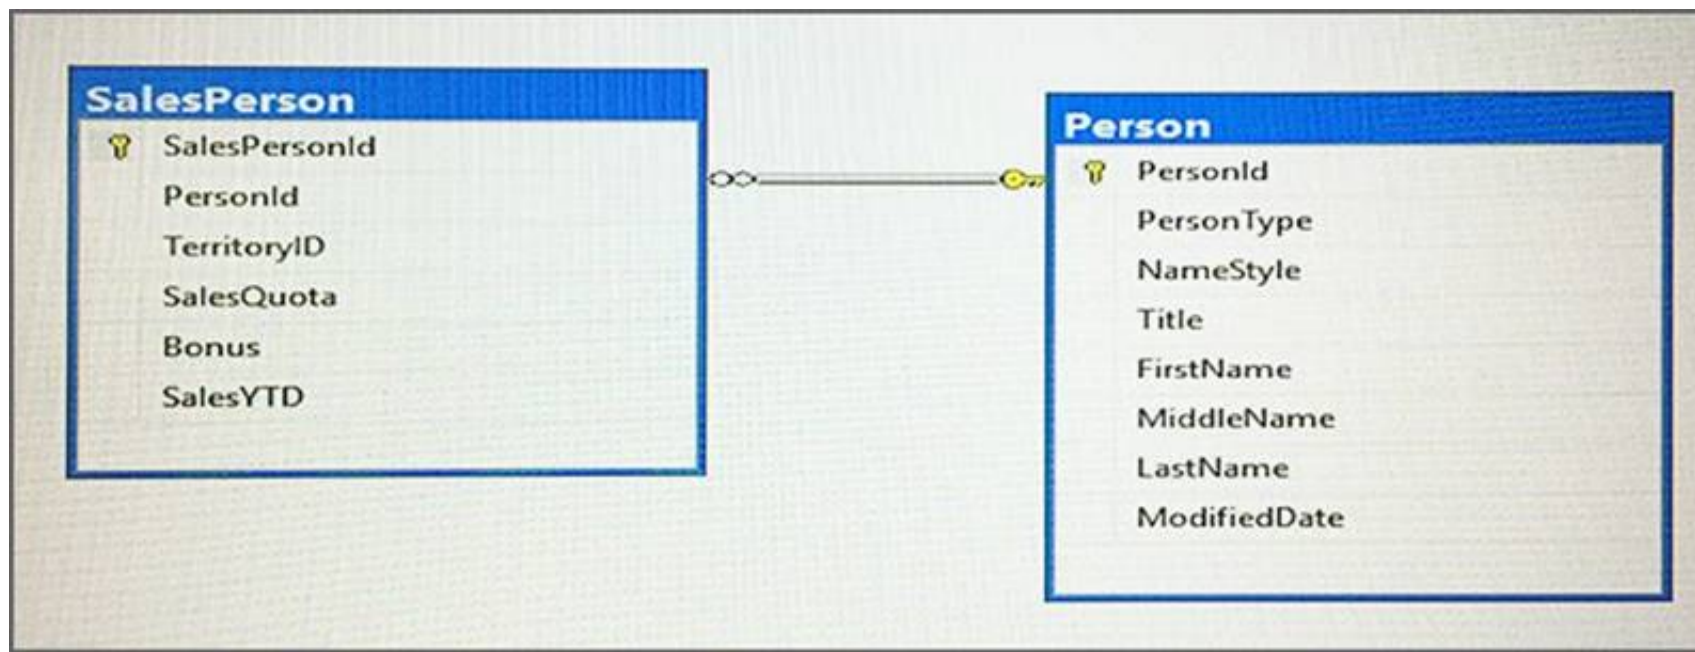 SalesPerson
SalesPersonId
PersonId
TerritoryID
SalesQuota
Bonus
SalesYTD
Person
PersonId
PersonType
NameStyle
Title
FirstName
MiddleName
LastName
ModifiedDate